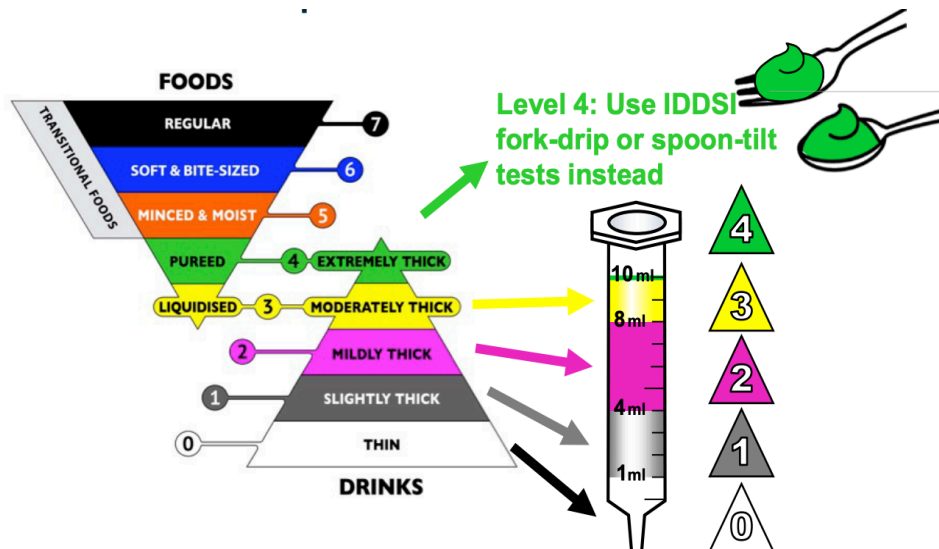 FOODS
TRANSITIONAL FOODS
REGULAR
7
SOFT & BITE-SIZED
6
MINCED & MOIST
5
PUREED
4
EXTREMELY THICK
LIQUIDISED
3
MODERATELY THICK
2
MILDLY THICK
1
SLIGHTLY THICK
0
THIN
DRINKS
Level 4: Use IDDSI
fork-drip or spoon-tilt
tests instead
10 ml
8 ml
4 ml
1 ml
4
3
2
1
0